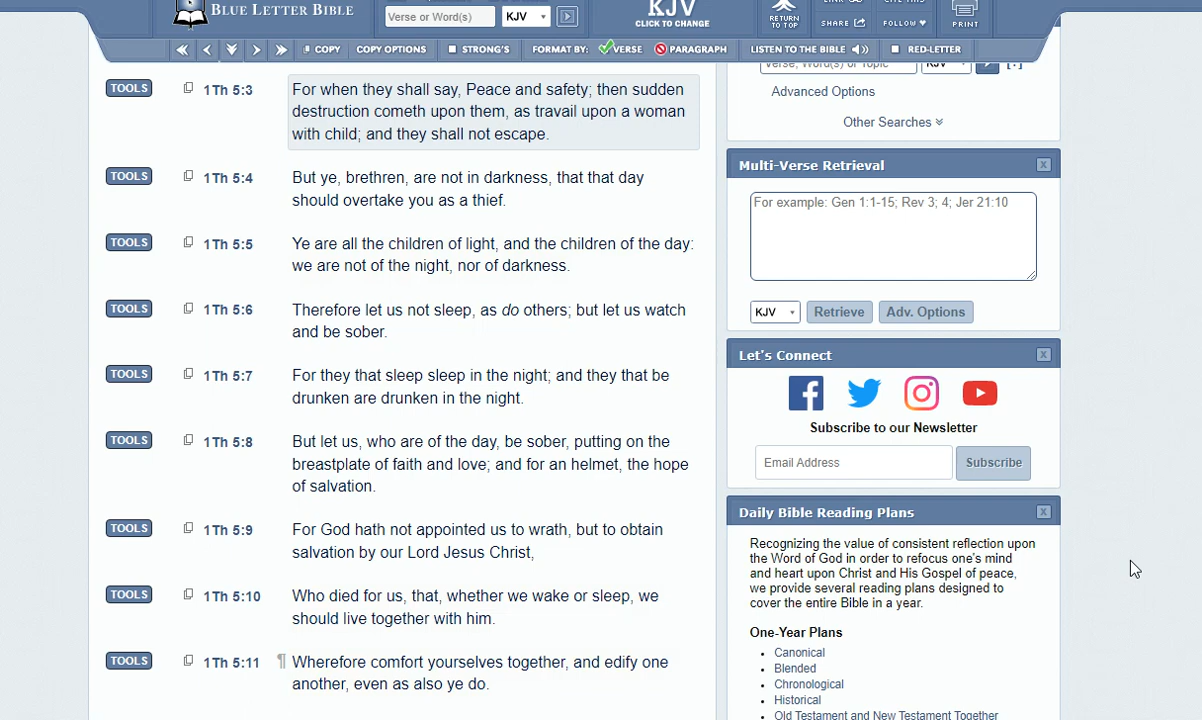 BLUE LETTER BIBLE
Verse or Word(s)
KJV
KJV
CLICK TO CHANGE
RETURN
TO TOP
SHARE
FOLLOW
PRINT
COPY
COPY OPTIONS
STRONG'S
FORMAT BY:
VERSE
PARAGRAPH
LISTEN TO THE BIBLE
RED-LETTER
TOOLS
1Th 5:3
For when they shall say, Peace and safety; then sudden
destruction cometh upon them, as travail upon a woman
with child; and they shall not escape.
TOOLS
1Th 5:4
But ye, brethren, are not in darkness, that that day
should overtake you as a thief.
TOOLS
1Th 5:5
Ye are all the children of light, and the children of the day:
we are not of the night, nor of darkness.
TOOLS
1Th 5:6
Therefore let us not sleep, as do others; but let us watch
and be sober.
TOOLS
1Th 5:7
For they that sleep sleep in the night; and they that be
drunken are drunken in the night.
TOOLS
1Th 5:8
But let us, who are of the day, be sober, putting on the
breastplate of faith and love; and for an helmet, the hope
of salvation.
TOOLS
1Th 5:9
For God hath not appointed us to wrath, but to obtain
salvation by our Lord Jesus Christ,
TOOLS
1Th 5:10
Who died for us, that, whether we wake or sleep, we
should live together with him.
TOOLS
1Th 5:11
¶ Wherefore comfort yourselves together, and edify one
another, even as also ye do.
Verse, Word(s) or Topic
KJV
[?]
Advanced Options
Other Searches
Multi-Verse Retrieval
For example: Gen 1:1-15; Rev 3; 4; Jer 21:10
KJV
Retrieve
Adv. Options
Let's Connect
Subscribe to our Newsletter
Email Address
Subscribe
Daily Bible Reading Plans
Recognizing the value of consistent reflection upon
the Word of God in order to refocus one's mind
and heart upon Christ and His Gospel of peace,
we provide several reading plans designed to
cover the entire Bible in a year.
One-Year Plans
Canonical
Blended
Chronological
Historical
Old Testament and New Testament Together